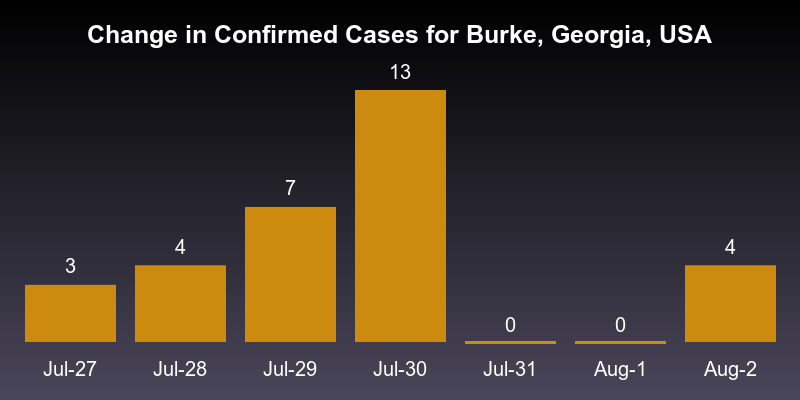 Change in Confirmed Cases for Burke, Georgia, USA
13
7
3
4
4
0
0
Jul-27
Jul-28
Jul-29
Jul-30
Jul-31
Aug-1
Aug-2